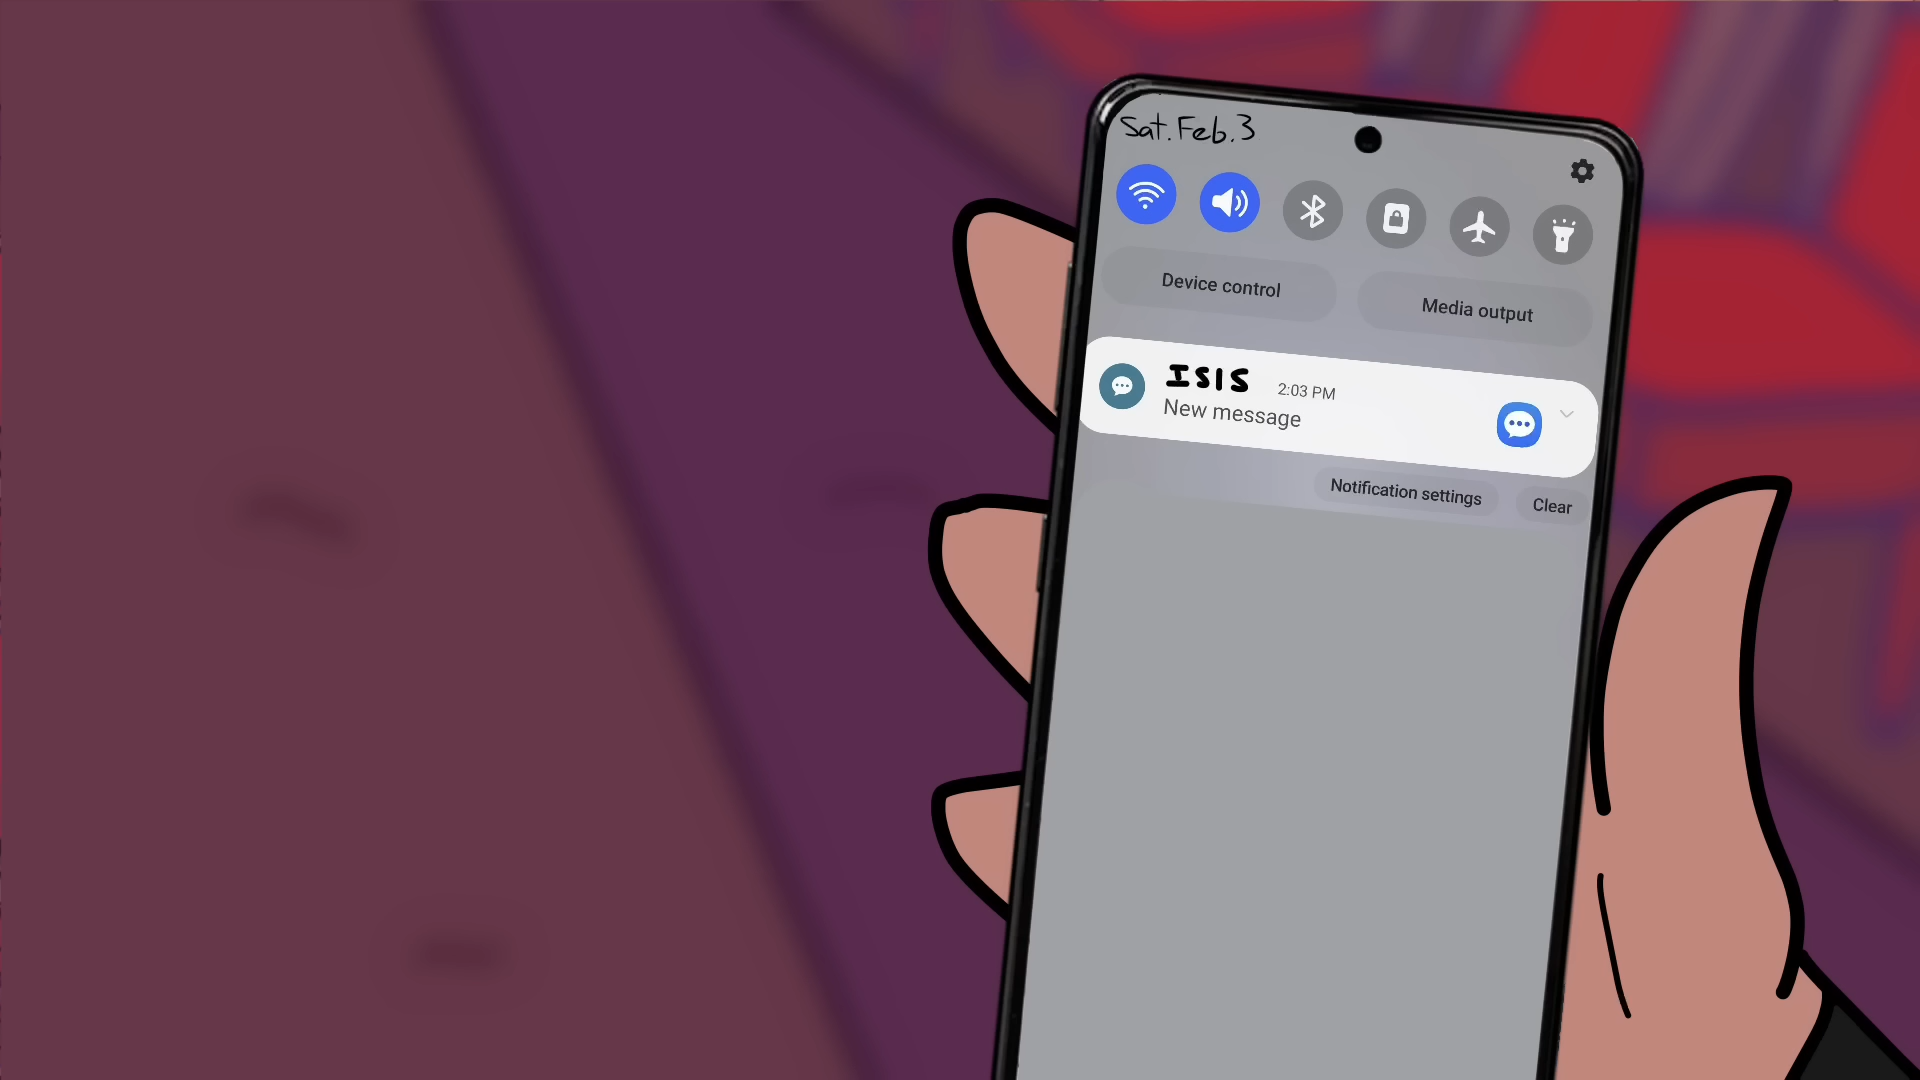 Sat. Feb. 3
Device control
Media output
ISIS 2:03 PM
New message
Notification settings
Clear